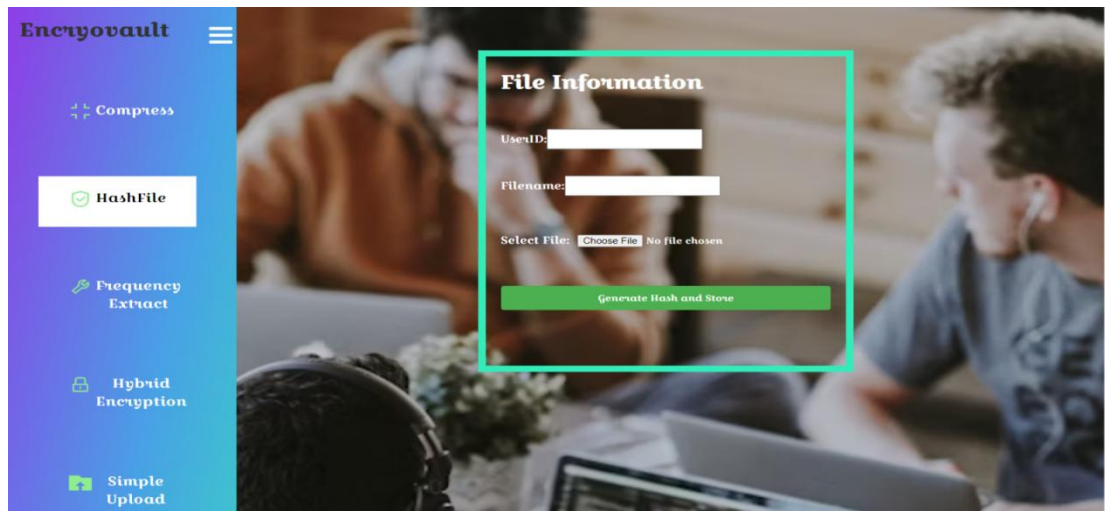 Encryovault
Compress
HashFile
Frequency
Extract
Hybrid
Encryption
Simple
Upload
File Information
UserID:
Filename:
Select File: Choose File No file chosen
Generate Hash and Store